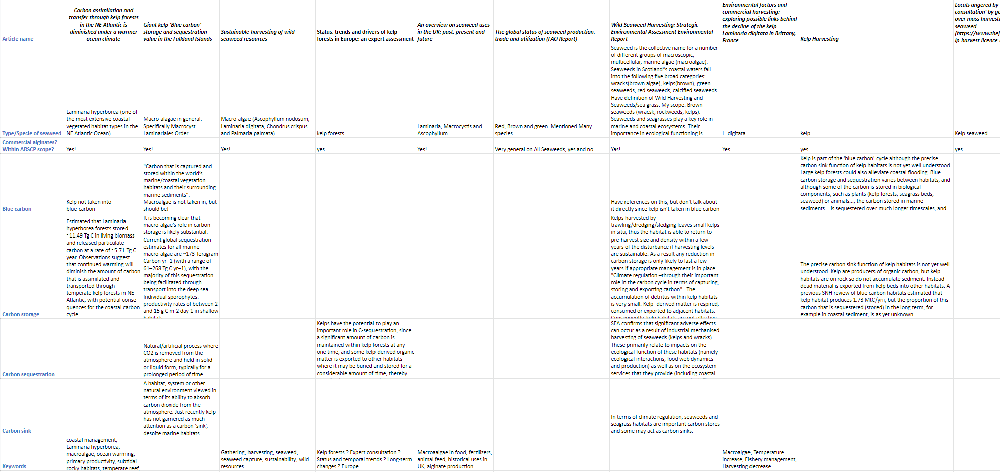 Article name
Carbon assimilation and
transfer through kelp forests
in the NE Atlantic is
diminished under a warmer
ocean climate
Giant kelp ‘Blue carbon’
storage and sequestration
value in the Falkland Islands
Sustainable harvesting of wild
seaweed resources
Status, trends and drivers of kelp
forests in Europe: an expert assessment
An overview on seaweed uses
in the UK: past, present and
future
The global status of seaweed production,
trade and utilization (FAO Report)
Wild Seaweed Harvesting; Strategic
Environmental Assessment Environmental
Report
Environmental factors and
commercial harvesting:
exploring possible links behind
the decline of the kelp
Laminaria digitata in Brittany,
France
Kelp Harvesting
Locals angered by
consultation' by go
over mass harvesti
seaweed
(https://www.thej
lp-harvest-licence-
Type/Specie of seaweed
Laminaria hyperborea (one of
the most extensive coastal
vegetated habitat types in the
NE Atlantic Ocean)
Macro-alagae in general.
Specifically Macrocyst.
Laminariales Order
Macro-algae (Ascophyllum nodosum,
Laminaria digitata, Chondrus crispus
and Palmaria palmata)
kelp forests
Laminaria, Macrocystis and
Ascophyllum
Red, Brown and green. Mentioned Many
species
Seaweed is the collective name for a number
of different groups of macroscopic,
multicellular, marine algae (macroalgae).
Seaweeds in Scotland"s coastal waters fall
into the following five broad categories:
wracks(brown algae), kelps(brown), green
seaweeds, red seaweeds, calcified seaweeds.
Have definition of Wild Harvesting and
Seaweeds/sea grass. My scope: Brown
seaweeds (wracsk, rockweeds, kelps).
Seaweeds and seagrasses play a key role in
marine and coastal ecosystems. Their
importance in ecological functioning is
L. digitata
kelp
Kelp seaweed
Commercial alginates?
Within ARSCP scope?
Yes!
Yes!
Yes!
yes
Yes!
Very general on All Seaweeds, yes and no
Yas!
Yes
yes
yes
Blue carbon
Kelp not taken into
blue-carbon
"Carbon that is captured and
stored within the world’s
marine/coastal vegetation
habitats and their surrounding
marine sediments".
Macroalgae is not taken in, but
should be!
Have references on this, but don't talk about
it directly since kelp isn't taken in blue carbon
Kelp is part of the 'blue carbon' cycle although the precise
carbon sink function of kelp habitats is not yet well understood.
Large kelp forests could also alleviate coastal flooding. Blue
carbon storage and sequestration varies between habitats, and
although some of the carbon is stored in biological
components, such as plants (kelp forests, seagrass beds,
seaweed) or animals..., the carbon stored in marine
sediments... is sequestered over much longer timescales, and
Carbon storage
Estimated that Laminaria
hyperborea forests stored
~11.49 Tg C in living biomass
and released particulate
carbon at a rate of ~5.71 Tg C
year. Observations suggest
that continued warming will
diminish the amount of carbon
that is assimilated and
transported through
temperate kelp forests in NE
Atlantic, with potential conse-
quences for the coastal carbon
cycle
It is becoming clear that
macro-algae’s role in carbon
storage is likely substantial.
Current global sequestration
estimates for all marine
macro-algae are ~173 Teragram
Carbon yr−1 (with a range of
61–268 Tg C yr−1), with the
majority of this sequestration
being facilitated through
transport into the deep sea.
Individual sporophytes:
productivity rates of between 2
and 15 g C m-2 day-1 in shallow
habitats
Kelps harvested by
trawling/dredging/sledging leaves small kelps
in situ, thus the habitat is able to return to
pre-harvest size and density within a few
years of the disturbance if harvesting levels
are sustainable. As a result any reduction in
carbon storage is only likely to last a few
years if appropriate management is in place.
"Climate regulation –through their important
role in the carbon cycle in terms of capturing,
storing and exporting carbon".  The
accumulation of detritus within kelp habitats
is very small. Kelp- derived matter is respired,
consumed or exported to adjacent habitats.
Consequently, kelp habitats are not effective
The precise carbon sink function of kelp habitats is not yet well
understood. Kelp are producers of organic carbon, but kelp
habitats are on rock so do not accumulate sediment. Instead
dead material is exported from kelp beds into other habitats. A
previous SNH review of blue carbon habitats estimated that
kelp habitat produces 1.73 MtC/yrii, but the proportion of this
carbon that is sequestered (stored) in the long term, for
example in coastal sediment, is as yet unknown
Carbon sequestration
Natural/artificial process where
CO2 is removed from the
atmosphere and held in solid
or liquid form, typically for a
prolonged period of time.
Kelps have the potential to play an
important role in C-sequestration, since
a significant amount of carbon is
maintained within kelp forests at any
one time, and some kelp-derived organic
matter is exported to other habitats
where it may be buried and stored for a
considerable amount of time, thereby
SEA confirms that significant adverse effects
can occur as a result of industrial mechanised
harvesting of seaweeds (kelps and wracks).
These primarily relate to impacts on the
ecological function of these habitats (namely
ecological interactions, food web dynamics
and production) as well as on the ecosystem
services that they provide (including coastal
Carbon sink
A habitat, system or other
natural environment viewed in
terms of its ability to absorb
carbon dioxide from the
atmosphere. Just recently kelp
has not garnered as much
attention as a carbon ‘sink’,
despite marine habitats
In terms of climate regulation, seaweeds and
seagrass habitats are important carbon stores
and some may act as carbon sinks.
Keywords
coastal management,
Laminaria hyperborea,
macroalgae, ocean warming,
primary productivity, subtidal
rocky habitats, temperate reef,
Gathering; harvesting; seaweed;
seaweed capture; sustainability; wild
resources
Kelp forests ? Expert consultation ?
Status and temporal trends ? Long-term
changes ? Europe
Macroaalgae in food, fertilizers,
animal feed, historical uses in
UK, alginate production
Macroalgae, Temperature
increase, Fishery management,
Harvesting decrease